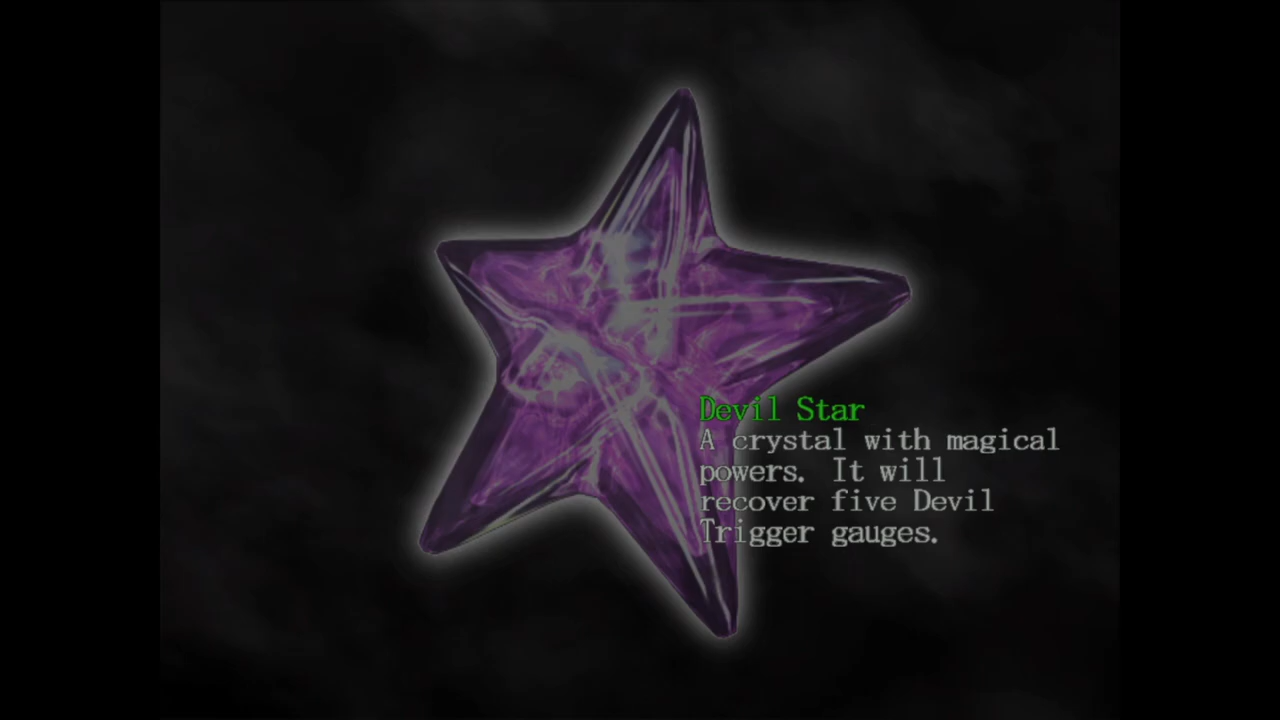 Devil Star
A crystal with magical
powers. It will
recover five Devil
Trigger gauges.